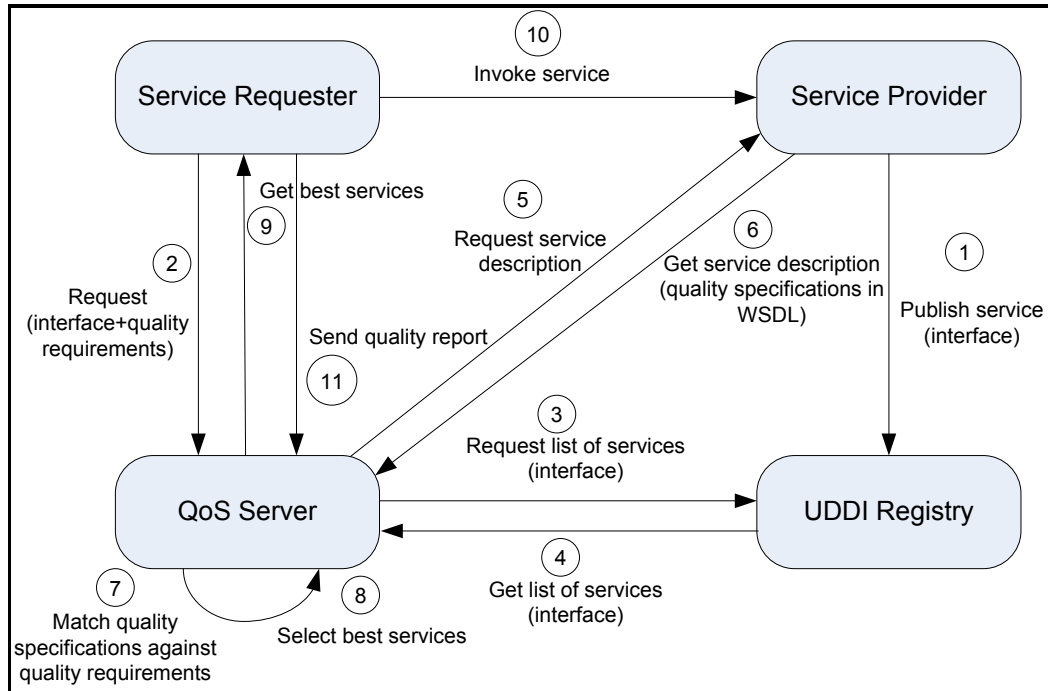 10
Invoke service
Service Requester
Service Provider
Get best services
9
2
Request
(interface+quality
requirements)
5
Request service
description
6
Get service description
(quality specifications in
WSDL)
1
Publish service
(interface)
Send quality report
11
3
Request list of services
(interface)
QoS Server
UDDI Registry
4
Get list of services
(interface)
7
Match quality
specifications against
quality requirements
8
Select best services